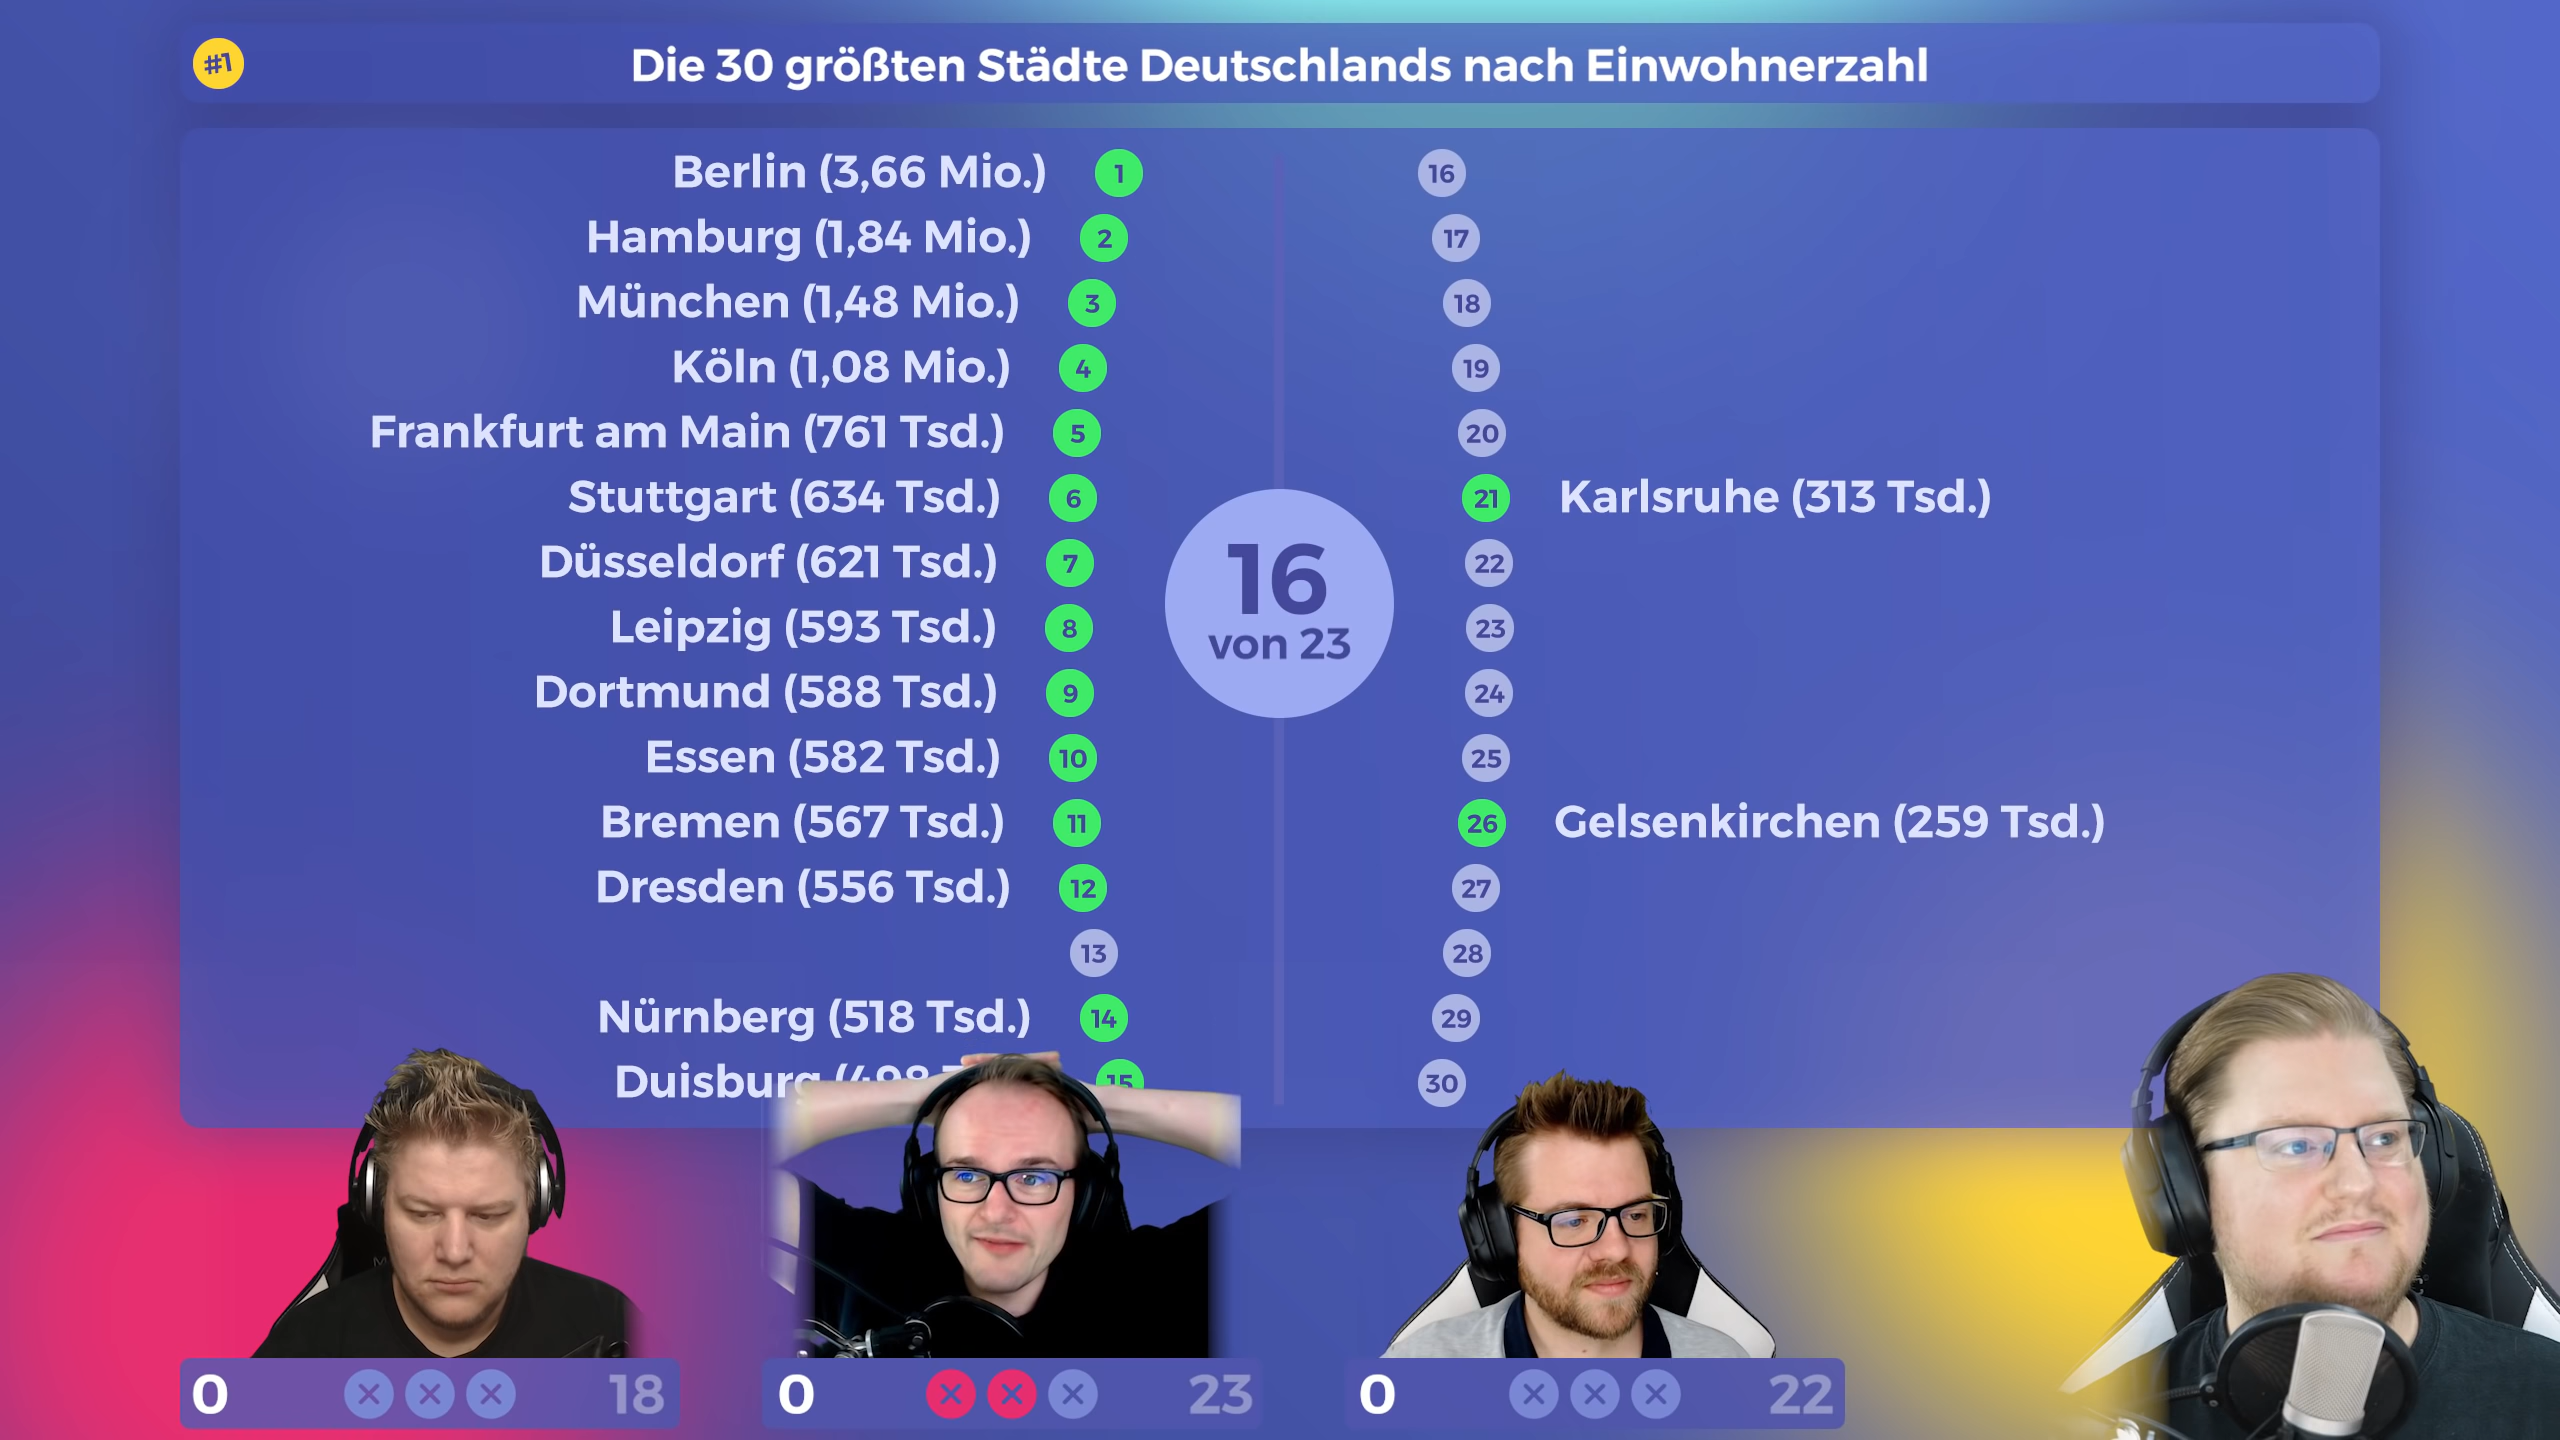 #1
Die 30 größten Städte Deutschlands nach Einwohnerzahl
Berlin (3,66 Mio.) 1
Hamburg (1,84 Mio.) 2
München (1,48 Mio.) 3
Köln (1,08 Mio.) 4
Frankfurt am Main (761 Tsd.) 5
Stuttgart (634 Tsd.) 6
Düsseldorf (621 Tsd.) 7
Leipzig (593 Tsd.) 8
Dortmund (588 Tsd.) 9
Essen (582 Tsd.) 10
Bremen (567 Tsd.) 11
Dresden (556 Tsd.) 12
13
Nürnberg (518 Tsd.) 14
Duisburg (498 15
16
von 23
16
17
18
19
20
21 Karlsruhe (313 Tsd.)
22
23
24
25
26 Gelsenkirchen (259 Tsd.)
27
28
29
30
0 18
0 23
0 22